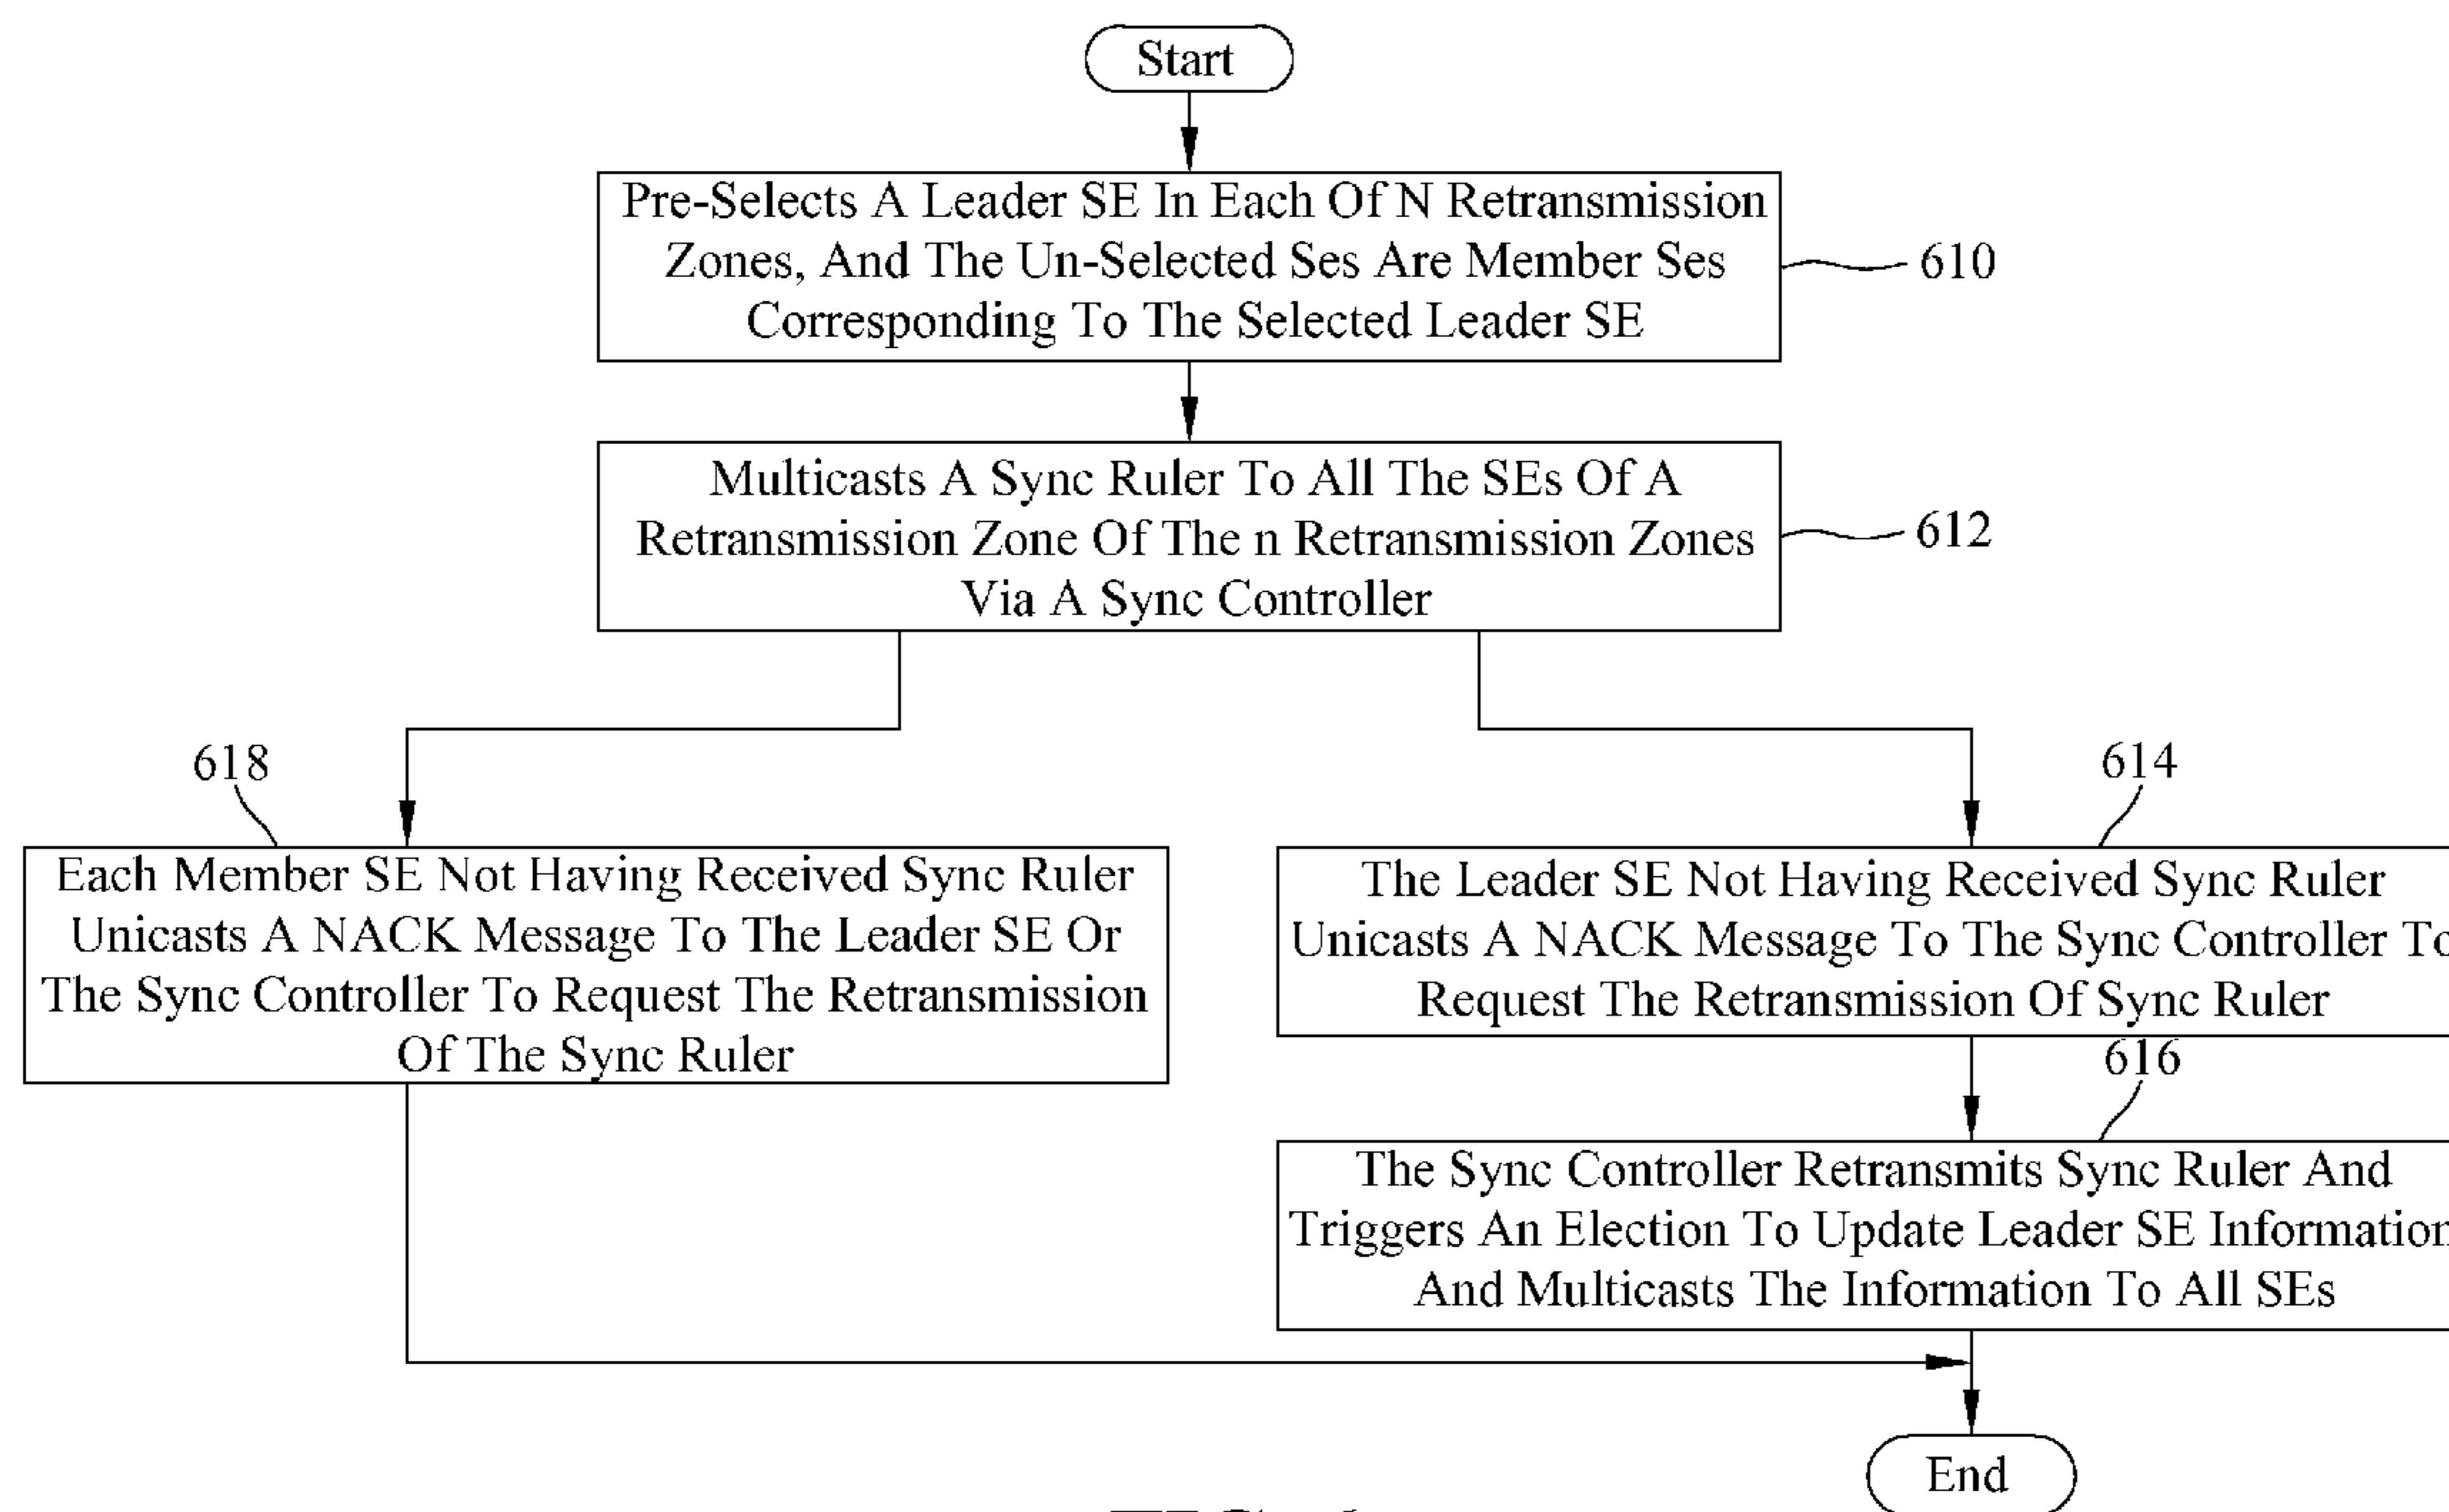 Start
Pre-Selects A Leader SE In Each Of N Retransmission
Zones, And The Un-Selected Ses Are Member Ses
Corresponding To The Selected Leader SE
610
Multicasts A Sync Ruler To All The SEs Of A
Retransmission Zone Of The n Retransmission Zones
Via A Sync Controller
612
618
Each Member SE Not Having Received Sync Ruler
Unicasts A NACK Message To The Leader SE Or
The Sync Controller To Request The Retransmission
Of The Sync Ruler
614
The Leader SE Not Having Received Sync Ruler
Unicasts A NACK Message To The Sync Controller To
Request The Retransmission Of Sync Ruler
616
The Sync Controller Retransmits Sync Ruler And
Triggers An Election To Update Leader SE Information
And Multicasts The Information To All SEs
End